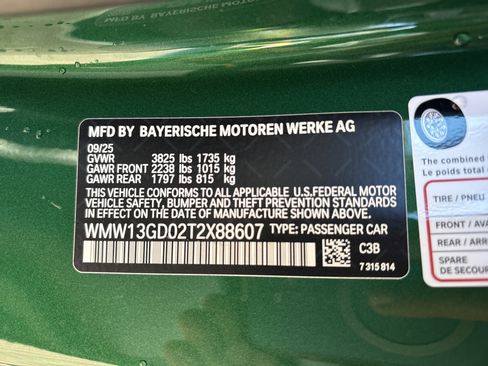 MFD BY BAYERISCHE MOTOREN WERKE AG
09/25
GVWR 3825 lbs 1735 kg
GAWR FRONT 2238 lbs 1015 kg
GAWR REAR 1797 lbs 815 kg
THIS VEHICLE CONFORMS TO ALL APPLICABLE U.S.FEDERAL MOTOR
VEHICLE SAFETY, BUMPER AND THEFT PREVENTION STANDARDS
IN EFFECT ON THE DATE OF MANUFACTURE SHOWN ABOVE.
WMW13GD02T2X88607 TYPE: PASSENGER CAR
C3B
7 315 814
The combined
Le poids total
TIRE / PNEU
FRONT / AVA
REAR / ARR
SPARE
DE SECOUR